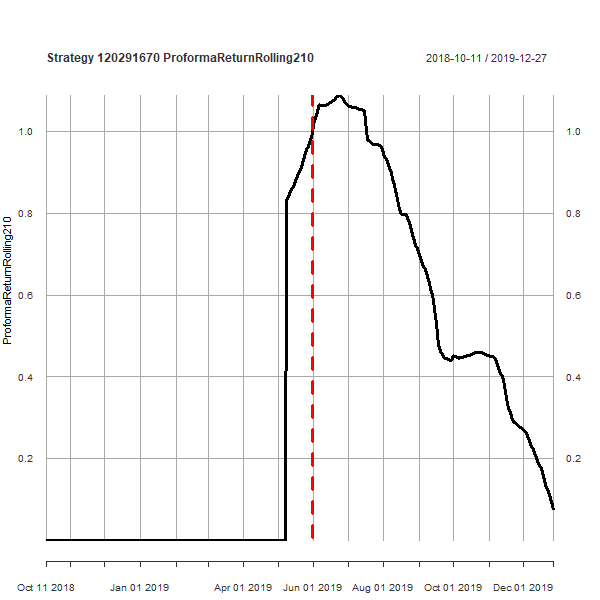 Strategy 120291670 ProformaReturnRolling210
2018-10-11 / 2019-12-27
ProformaReturnRolling210
1.0 1.0
0.8 0.8
0.6 0.6
0.4 0.4
0.2 0.2
Oct 11 2018 Jan 01 2019 Apr 01 2019 Jun 01 2019 Aug 01 2019 Oct 01 2019 Dec 01 2019